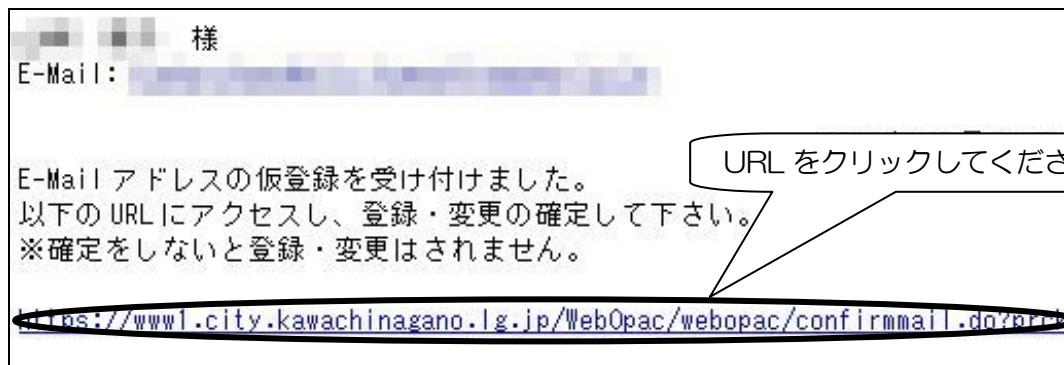 様
E-Mail:
URL をクリックしてくださ
E-Mail アドレスの仮登録を受け付けました。
以下の URL にアクセスし、登録・変更の確定して下さい。
※確定をしないと登録・変更はされません。
https://www1.city.kawachinagano.lg.jp/WebOpac/webopac/confirmmail.do?prck